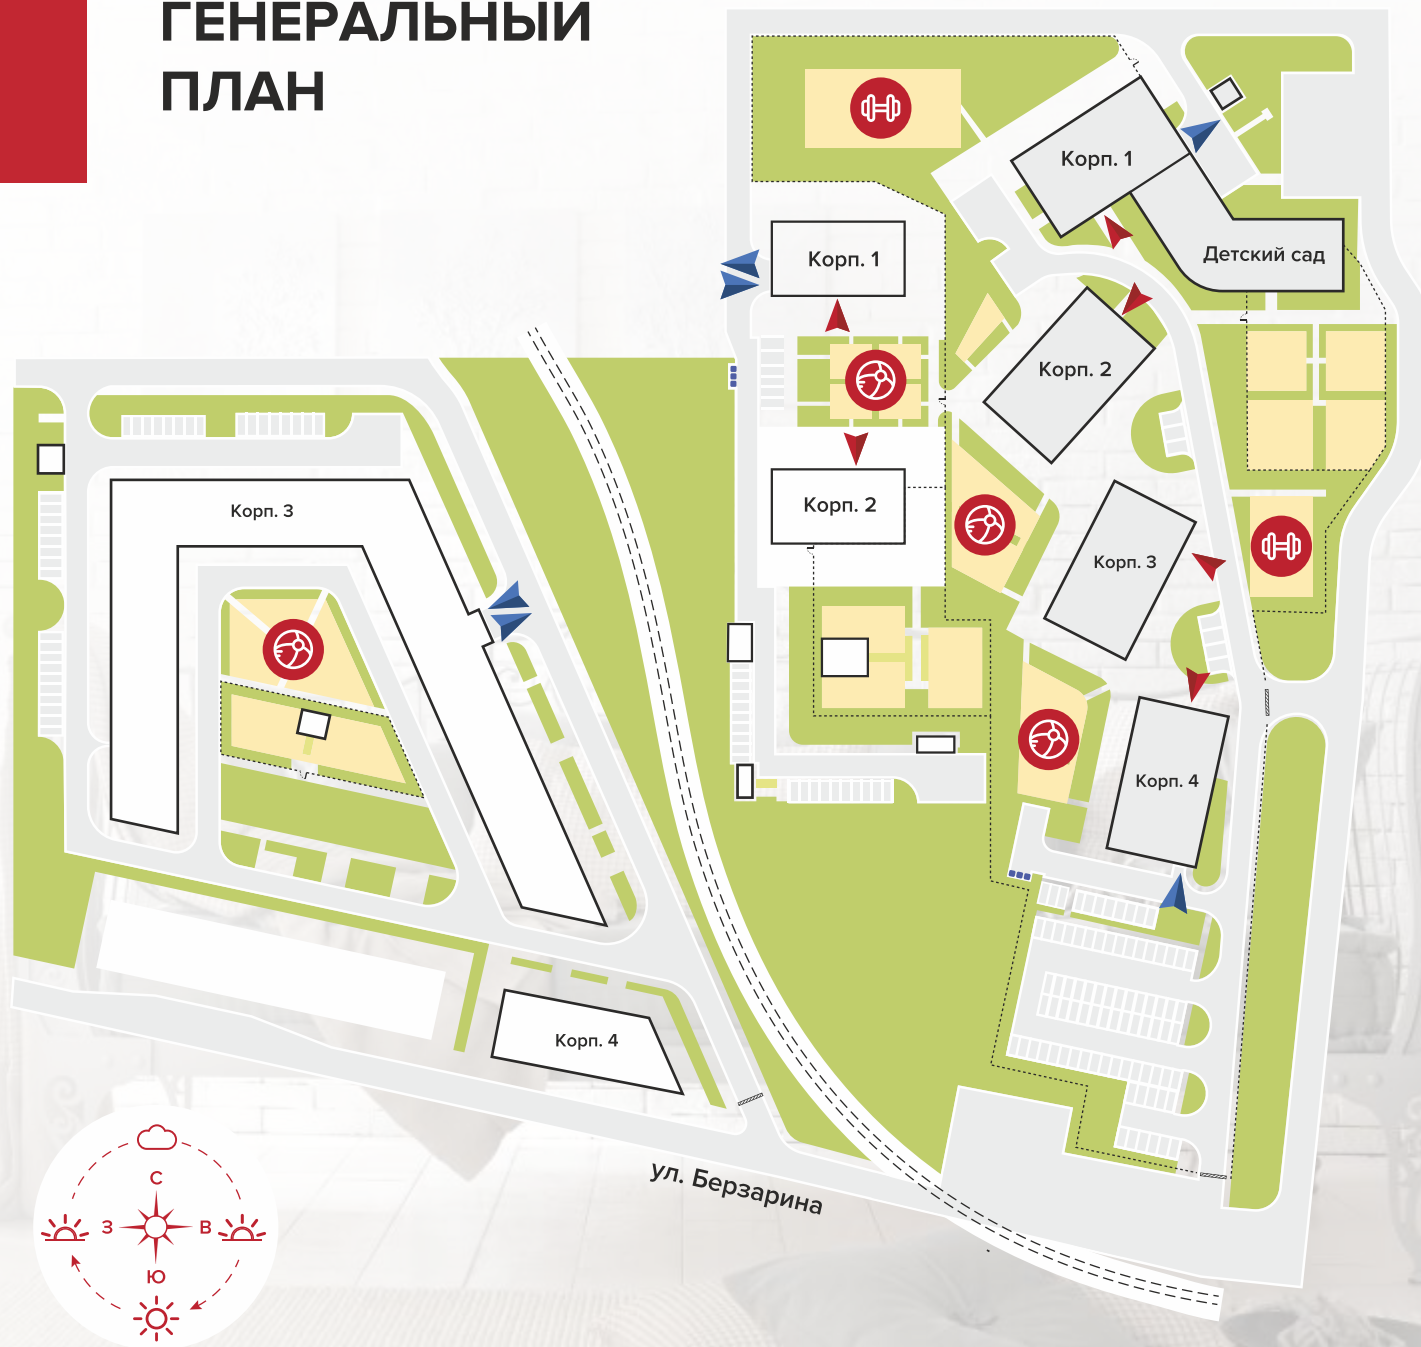 ГЕНЕРАЛЬНЫЙ
ПЛАН
Корп. 1
Детский сад
Корп. 1
Корп. 2
Корп. 2
Корп. 3
Корп. 3
Корп. 4
Корп. 4
ул. Берзарина
С
З
В
Ю